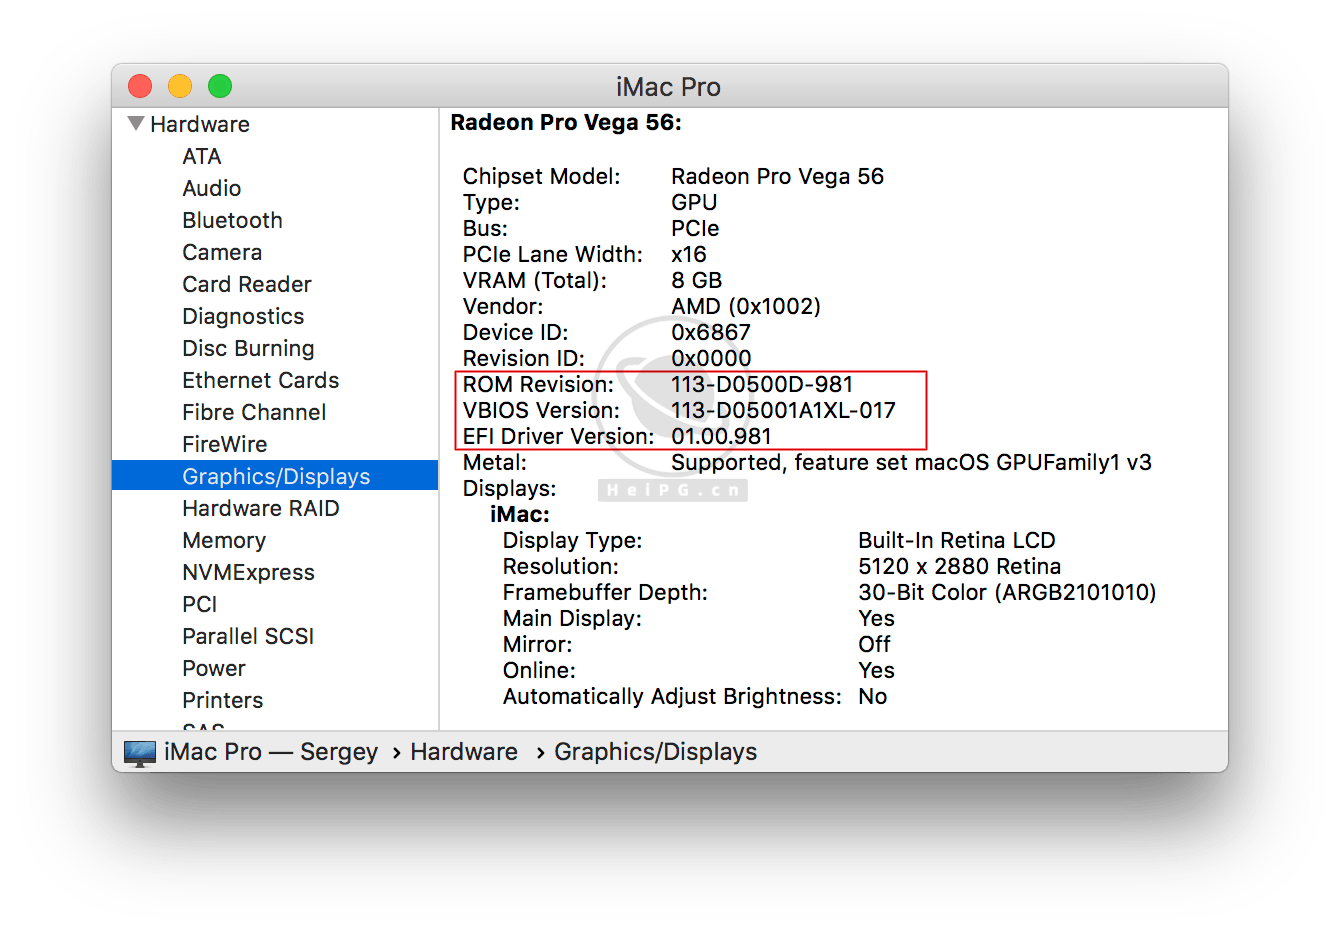 iMac Pro
Hardware
ATA
Audio
Bluetooth
Camera
Card Reader
Diagnostics
Disc Burning
Ethernet Cards
Fibre Channel
FireWire
Graphics/Displays
Hardware RAID
Memory
NVMExpress
PCI
Parallel SCSI
Power
Printers
SAS
Radeon Pro Vega 56:
Chipset Model: Radeon Pro Vega 56
Type: GPU
Bus: PCIe
PCIe Lane Width: x16
VRAM (Total): 8 GB
Vendor: AMD (0x1002)
Device ID: 0x6867
Revision ID: 0x0000
ROM Revision: 113-D0500D-981
VBIOS Version: 113-D05001A1XL-017
EFI Driver Version: 01.00.981
Metal: Supported, feature set macOS GPUFamily1 v3
Displays:
HeiPG.cn
iMac:
Display Type: Built-In Retina LCD
Resolution: 5120 x 2880 Retina
Framebuffer Depth: 30-Bit Color (ARGB2101010)
Main Display: Yes
Mirror: Off
Online: Yes
Automatically Adjust Brightness: No
iMac Pro — Sergey › Hardware › Graphics/Displays